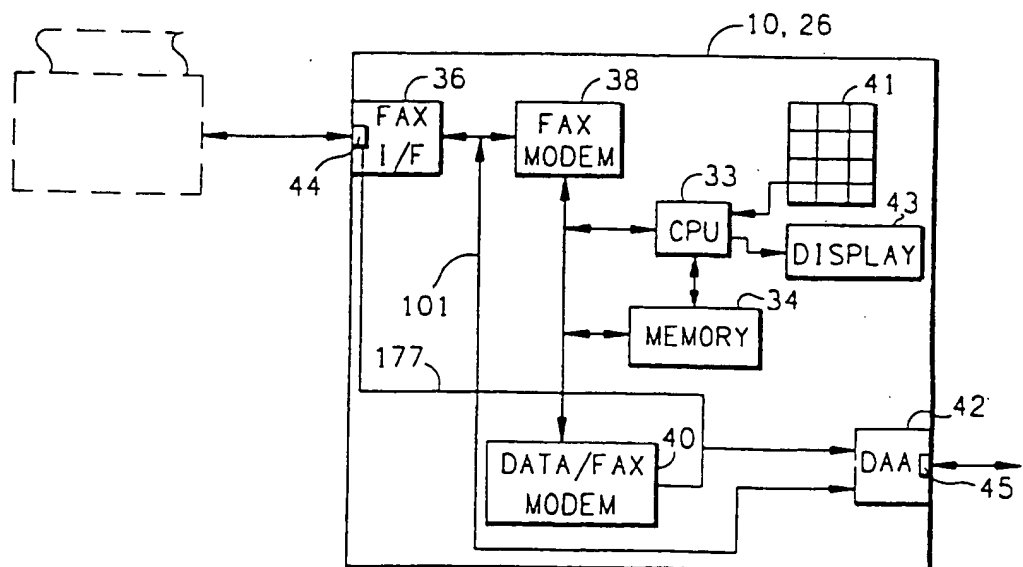 10, 26
36
38
41
FAX
I/F
FAX
MODEM
44
33
CPU
43
DISPLAY
101
34
MEMORY
177
42
40
DATA/FAX
MODEM
DAA
45